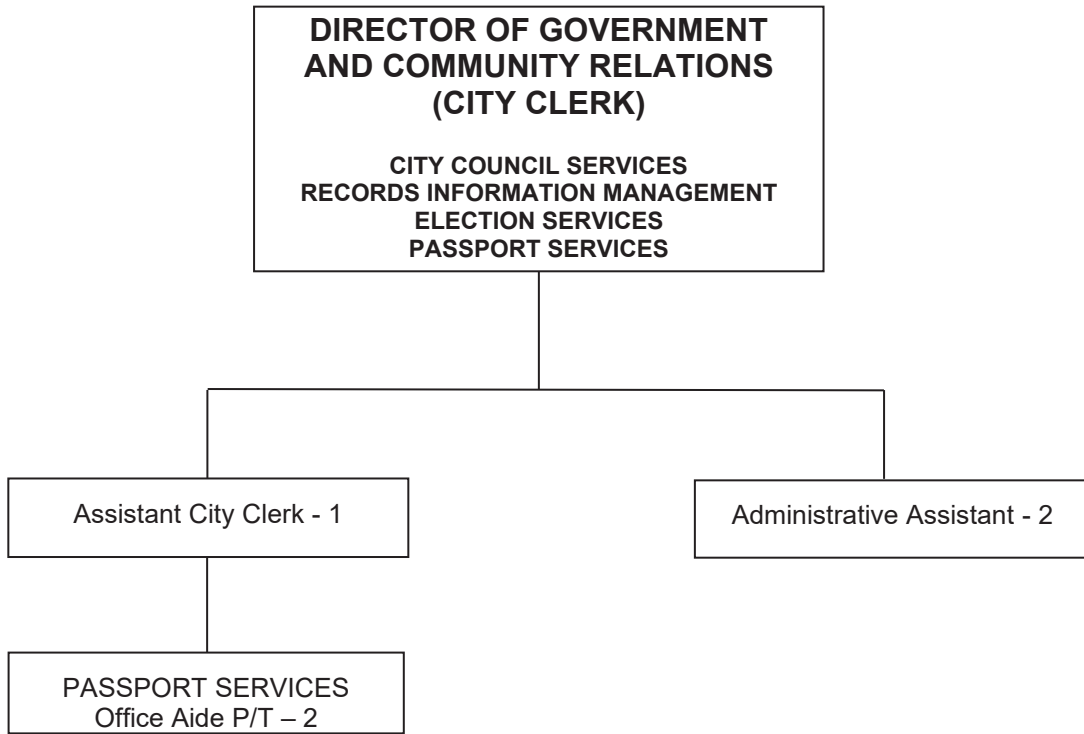 DIRECTOR OF GOVERNMENT
AND COMMUNITY RELATIONS
(CITY CLERK)
CITY COUNCIL SERVICES
RECORDS INFORMATION MANAGEMENT
ELECTION SERVICES
PASSPORT SERVICES
Assistant City Clerk - 1
Administrative Assistant - 2
PASSPORT SERVICES
Office Aide P/T – 2